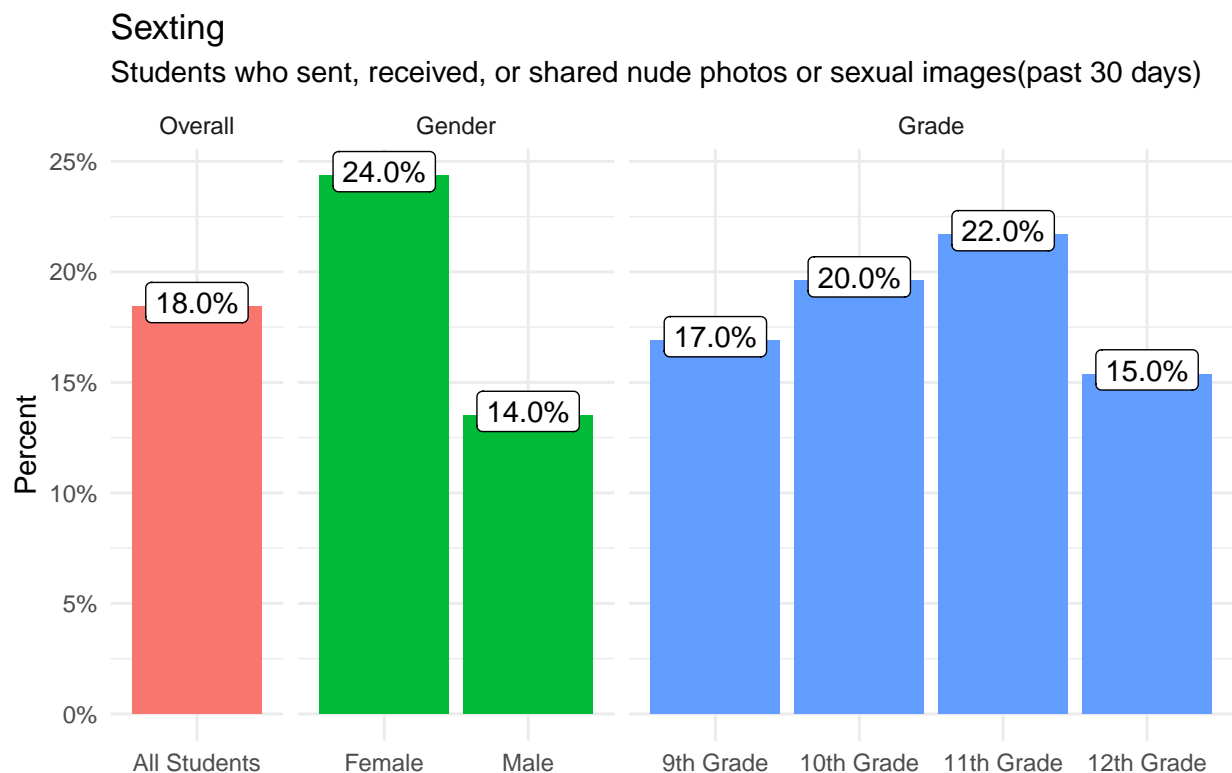 Sexting
Students who sent, received, or shared nude photos or sexual images(past 30 days)
Overall
Gender
Grade
25%
20%
15%
10%
5%
0%
Percent
18.0%
24.0%
14.0%
17.0%
20.0%
22.0%
15.0%
All Students
Female
Male
9th Grade
10th Grade
11th Grade
12th Grade